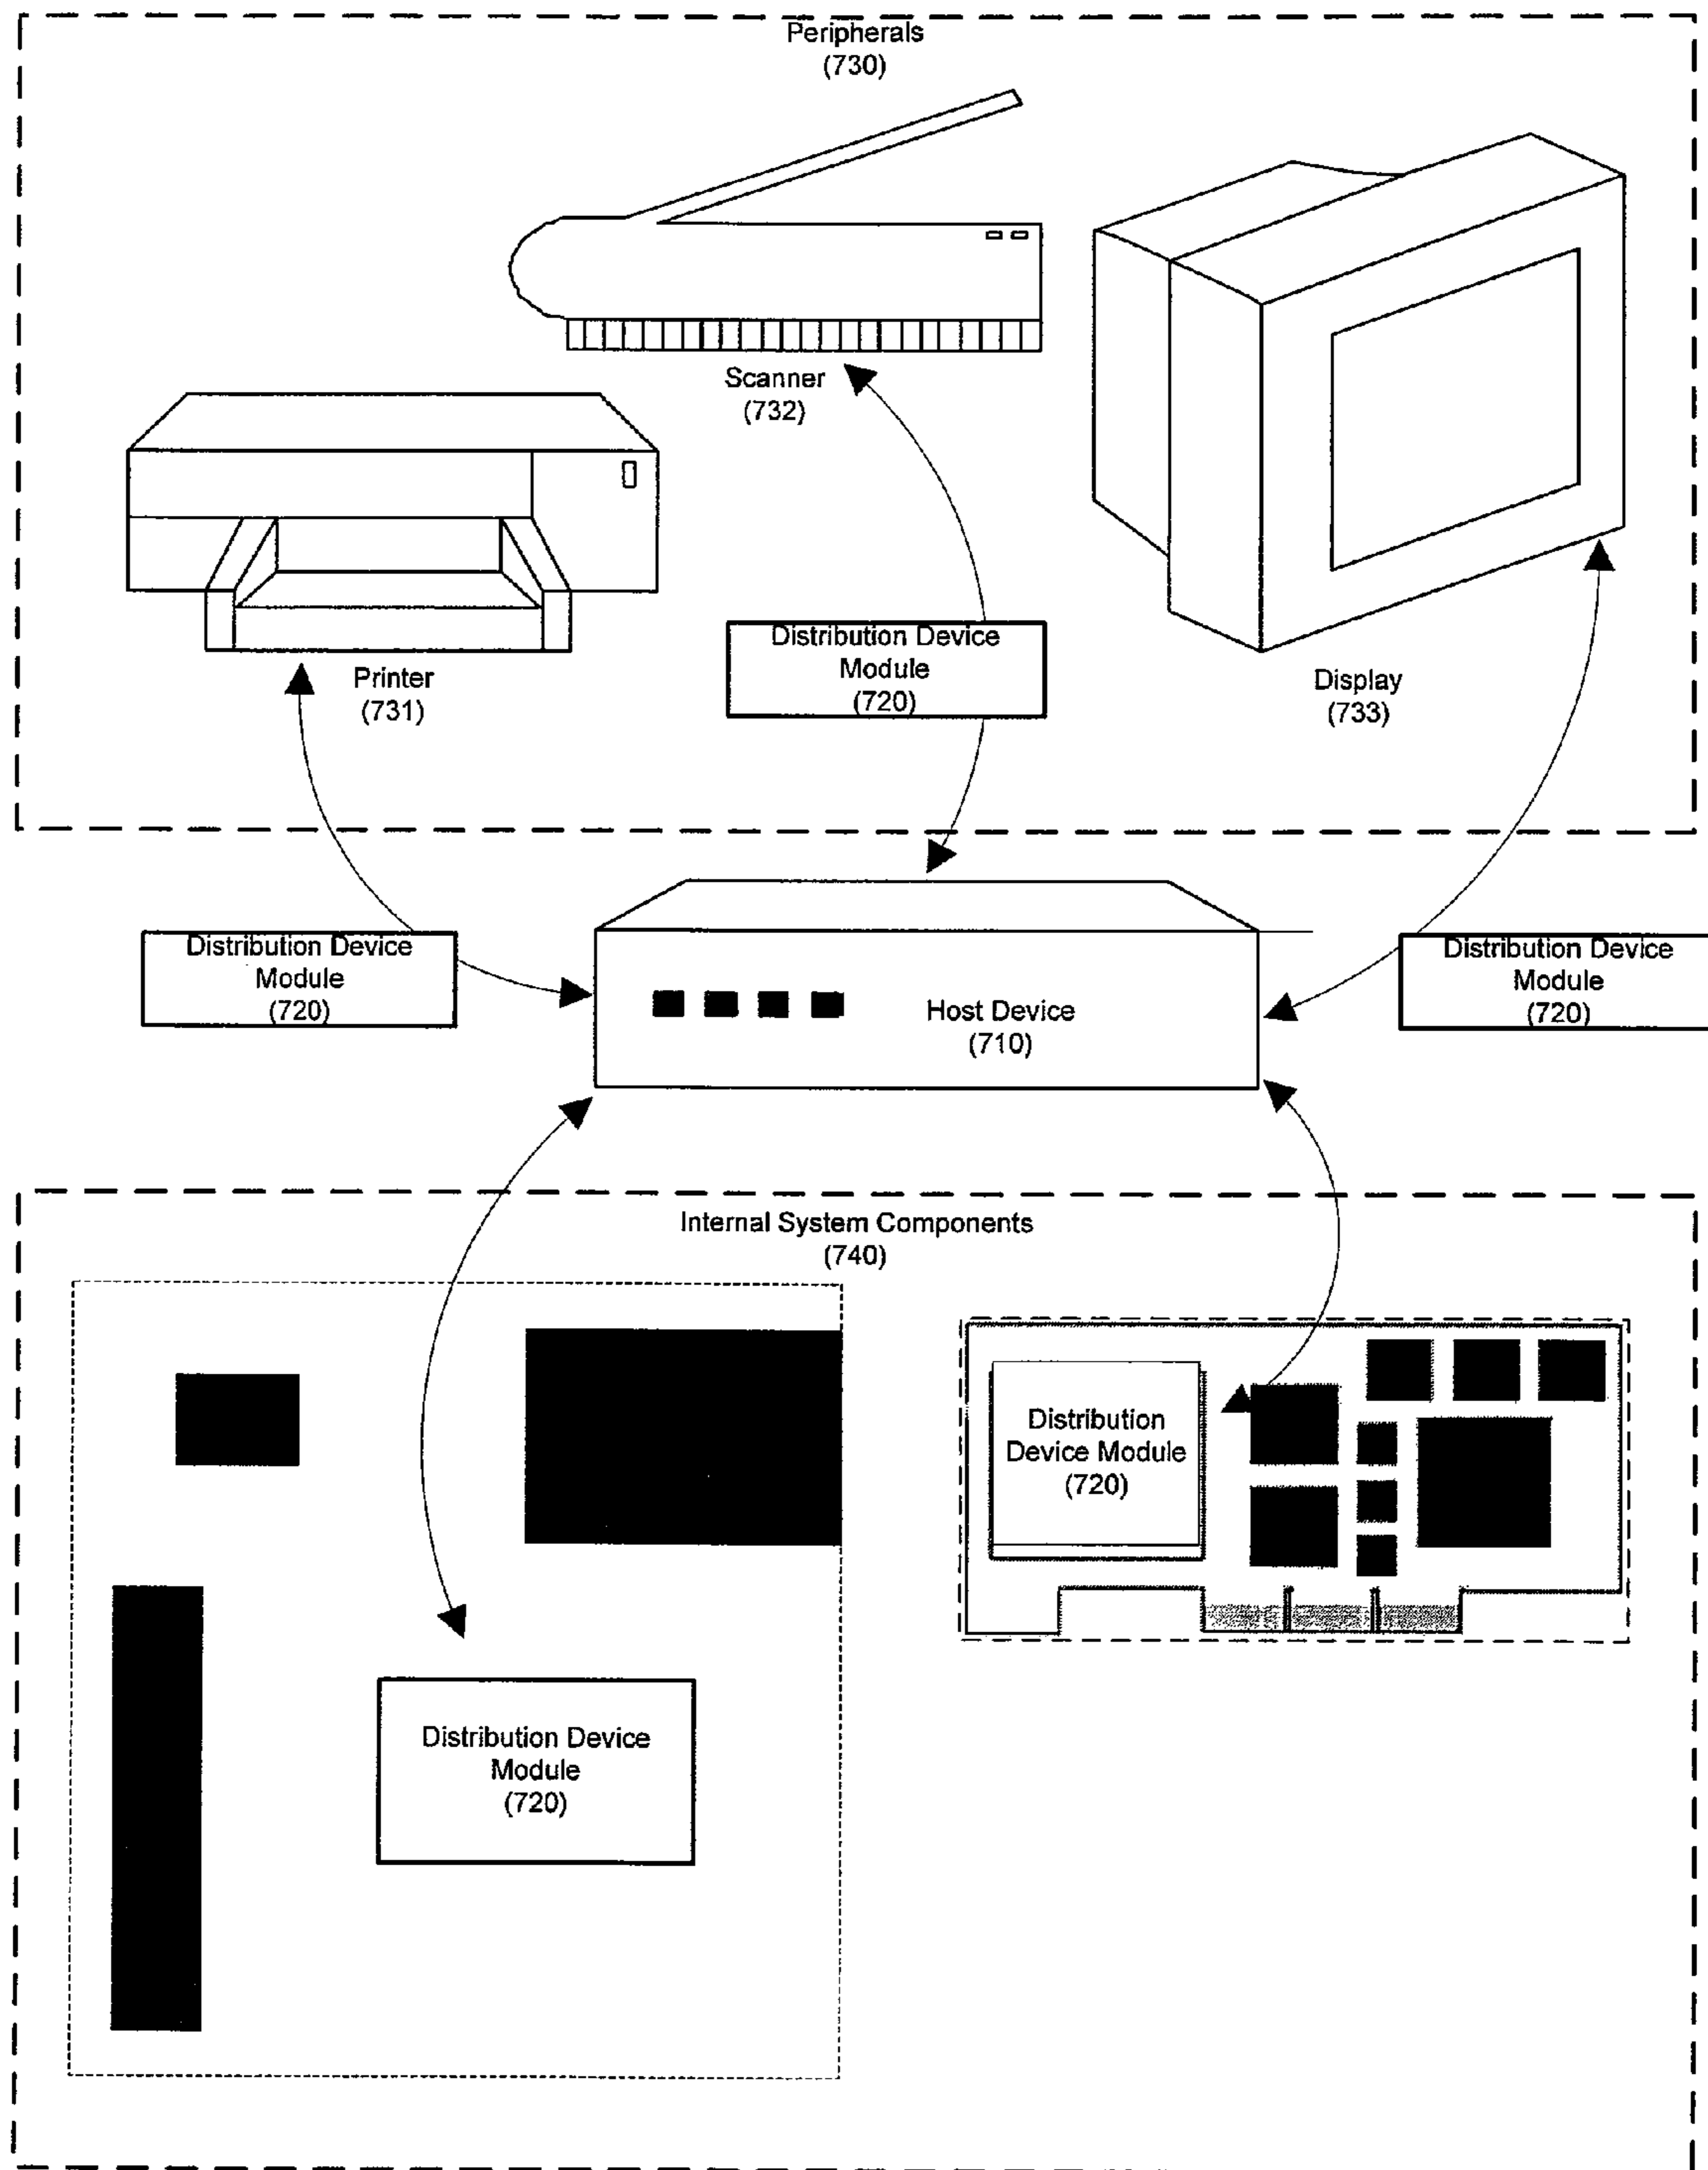 Peripherals
(730)
Scanner
(732)
Printer
(731)
Distribution Device
Module
(720)
Display
(733)
Distribution Device
Module
(720)
Host Device
(710)
Distribution Device
Module
(720)
Internal System Components
(740)
Distribution
Device Module
(720)
Distribution Device
Module
(720)